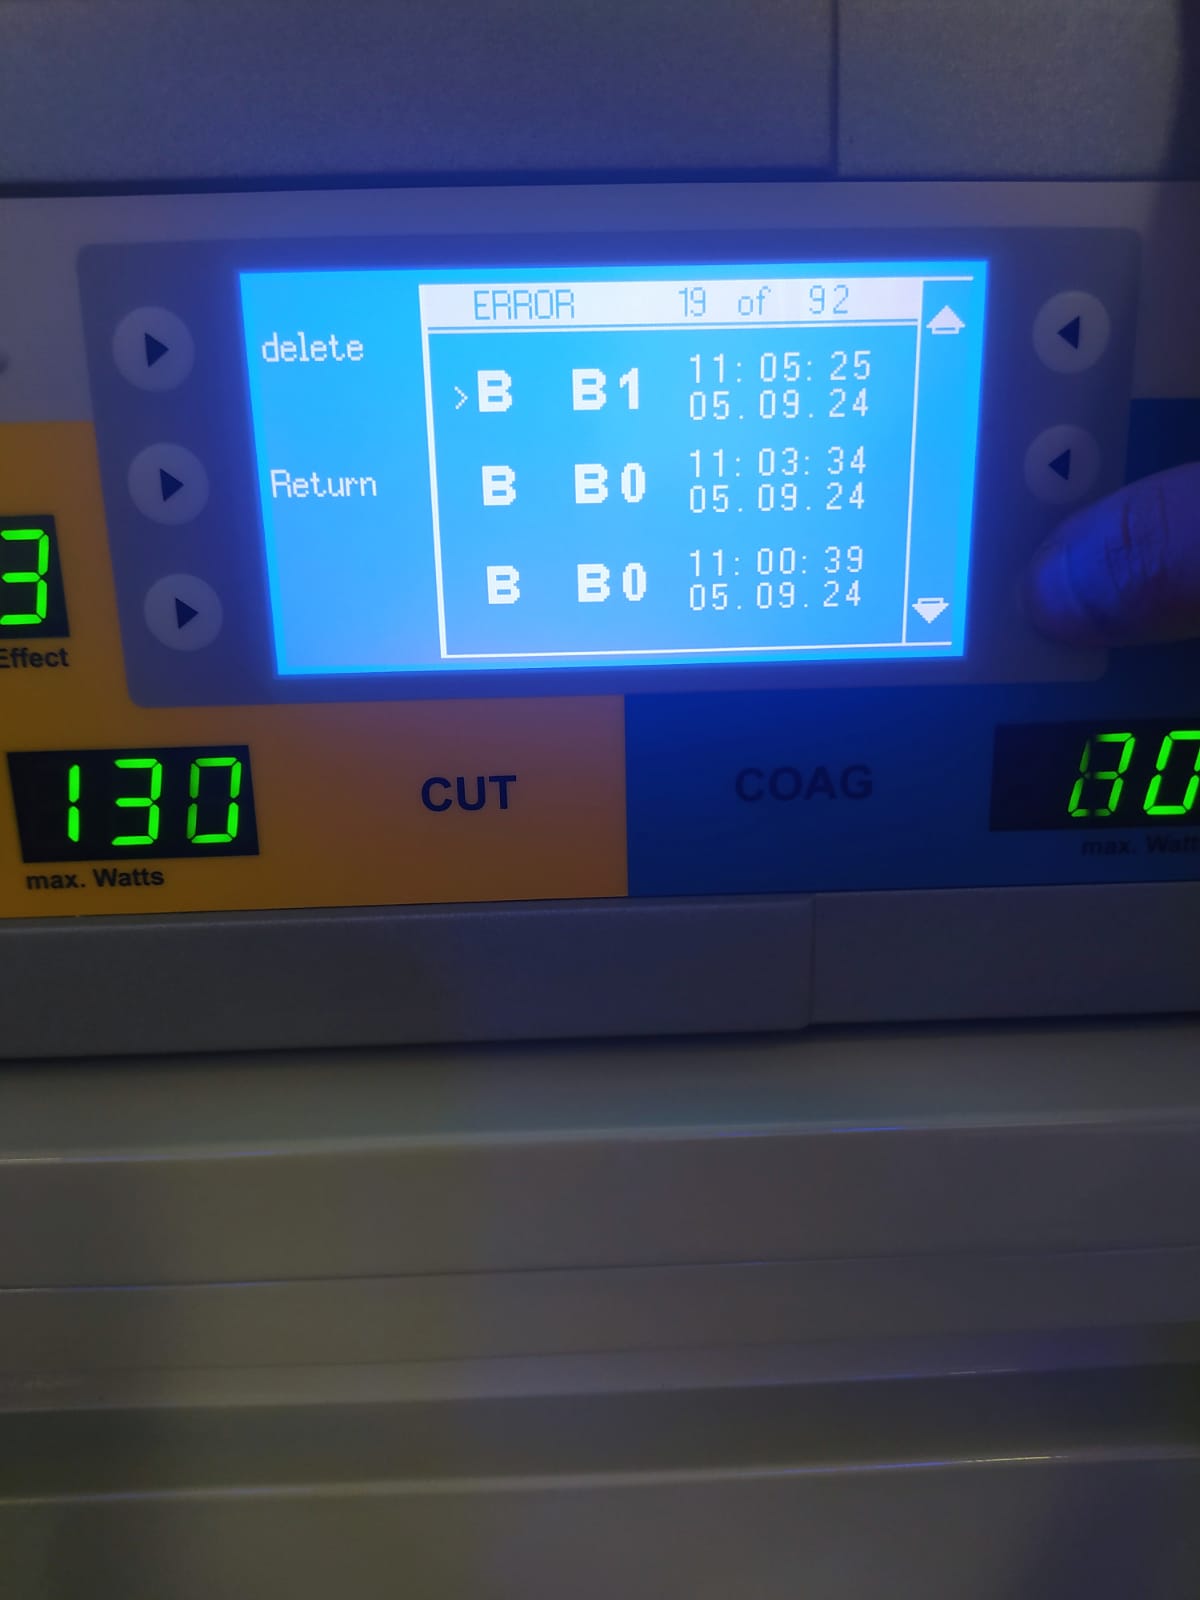 ERROR 19 of 92
delete
> B B1 11:05:25
05.09.24
Return
B B0 11:03:34
05.09.24
B B0 11:00:39
05.09.24
3
Effect
130
max. Watts
CUT
COAG
80
max. Watt